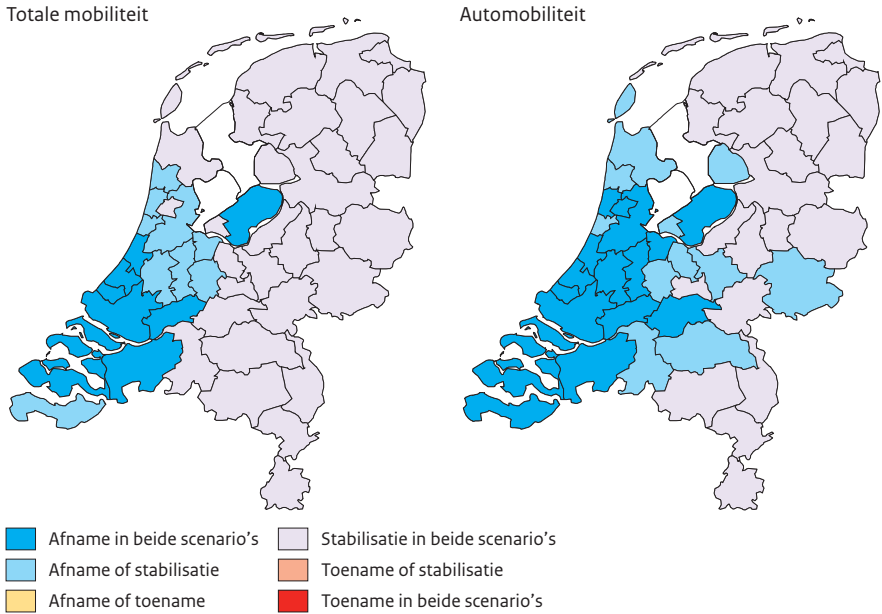 Totale mobiliteit
Automobiliteit
Afname in beide scenario's
Afname of stabilisatie
Afname of toename
Stabilisatie in beide scenario's
Toename of stabilisatie
Toename in beide scenario's